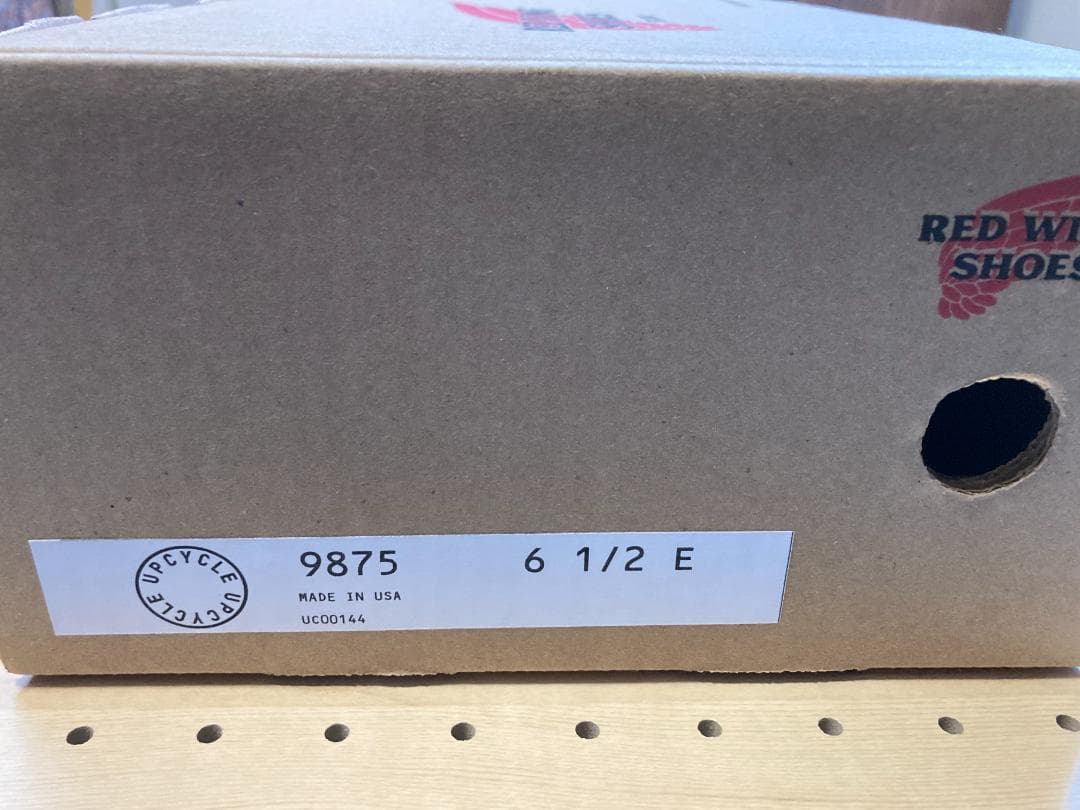 RED WI
SHOES
UPCYCLE UPCYCLE
9875 6 1/2 E
MADE IN USA
UC00144